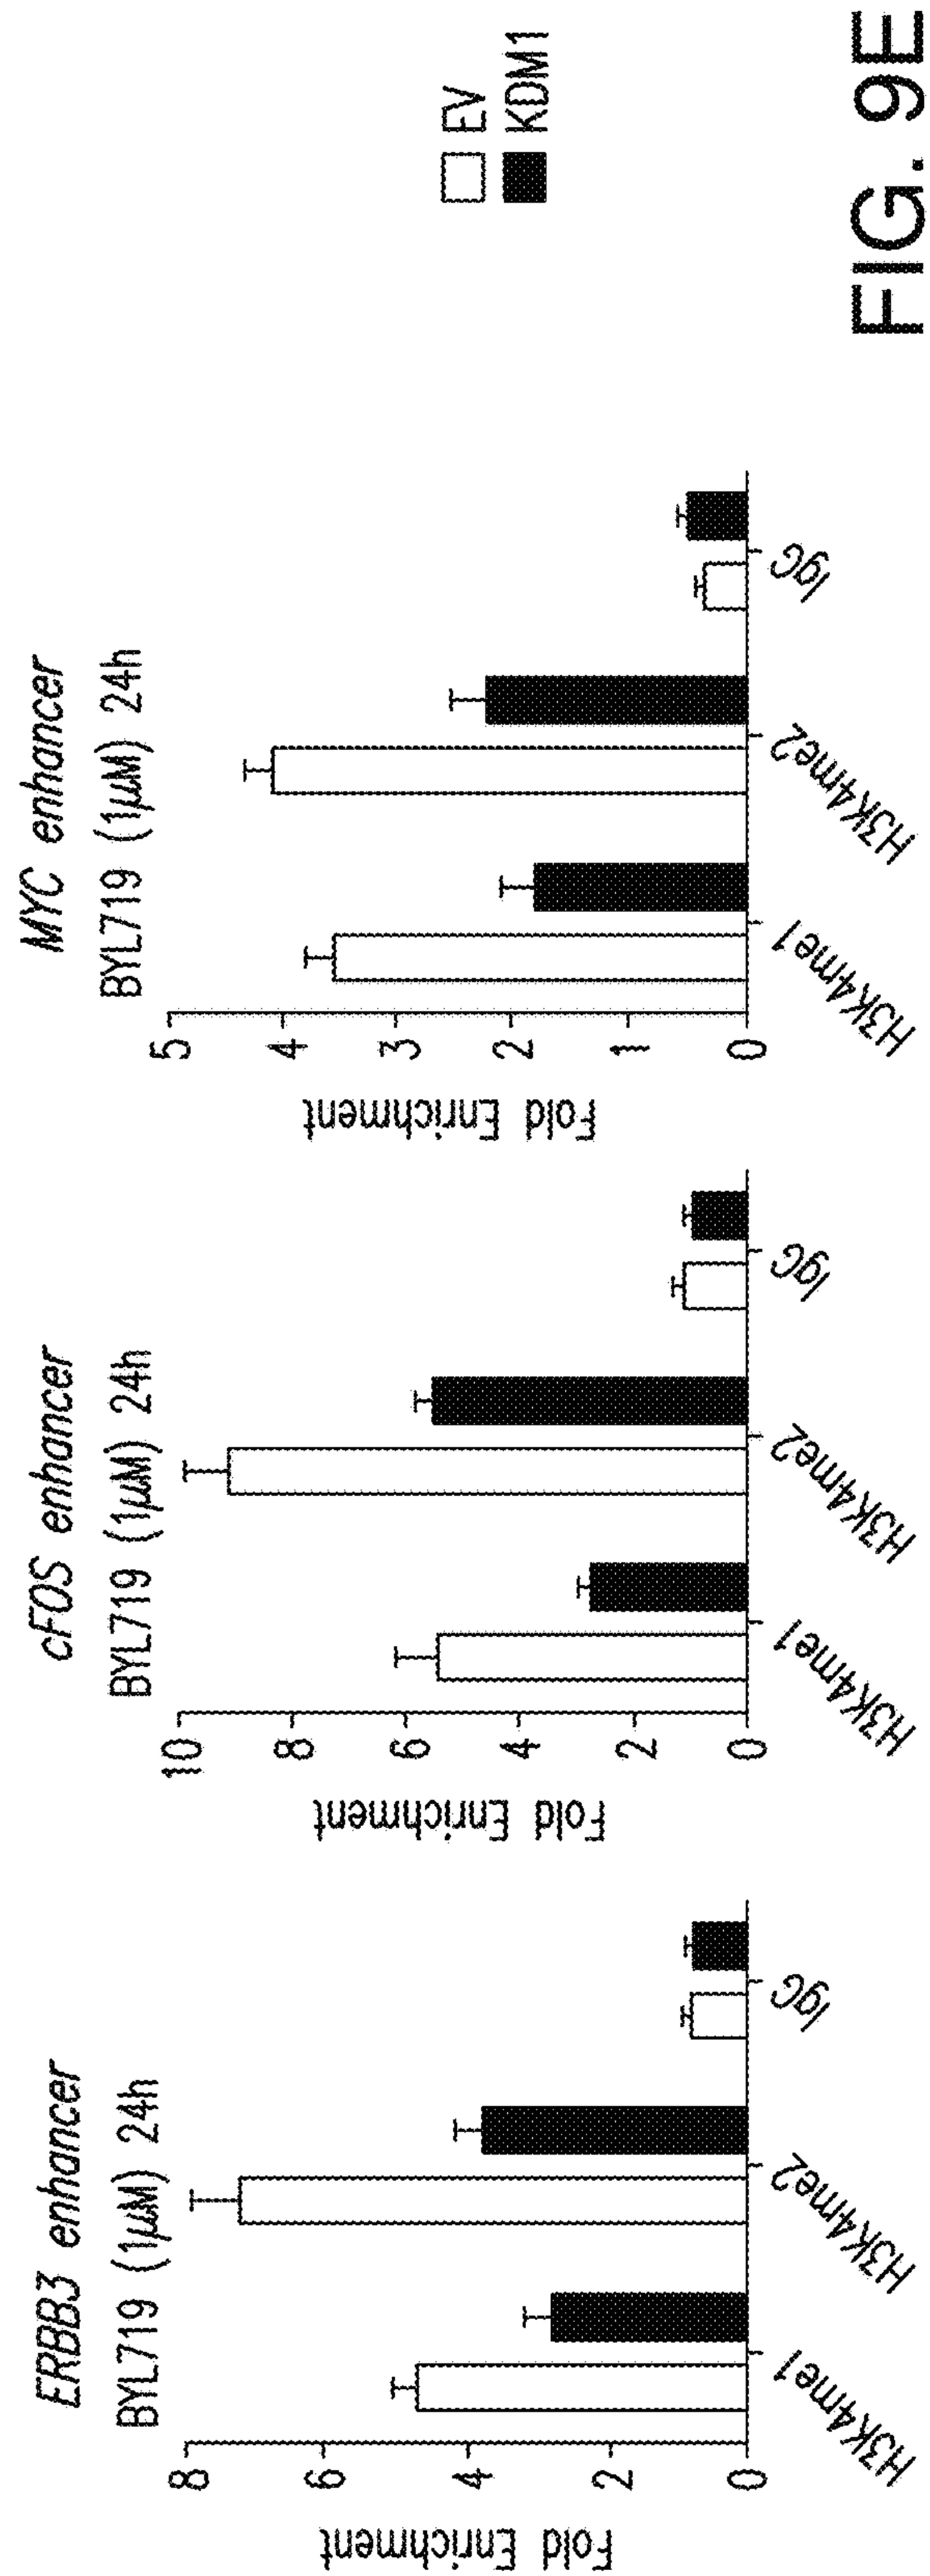 ERBB3 enhancer
BYL719 (1µM) 24h
Fold Enrichment
8
6
4
2
0
H3K4me1
H3K4me2
IgG
cFOS enhancer
BYL719 (1µM) 24h
Fold Enrichment
10
8
6
4
2
0
H3K4me1
H3K4me2
IgG
MYC enhancer
BYL719 (1µM) 24h
Fold Enrichment
5
4
3
2
1
0
H3K4me1
H3K4me2
IgG
EV
KDM1
FIG. 9E